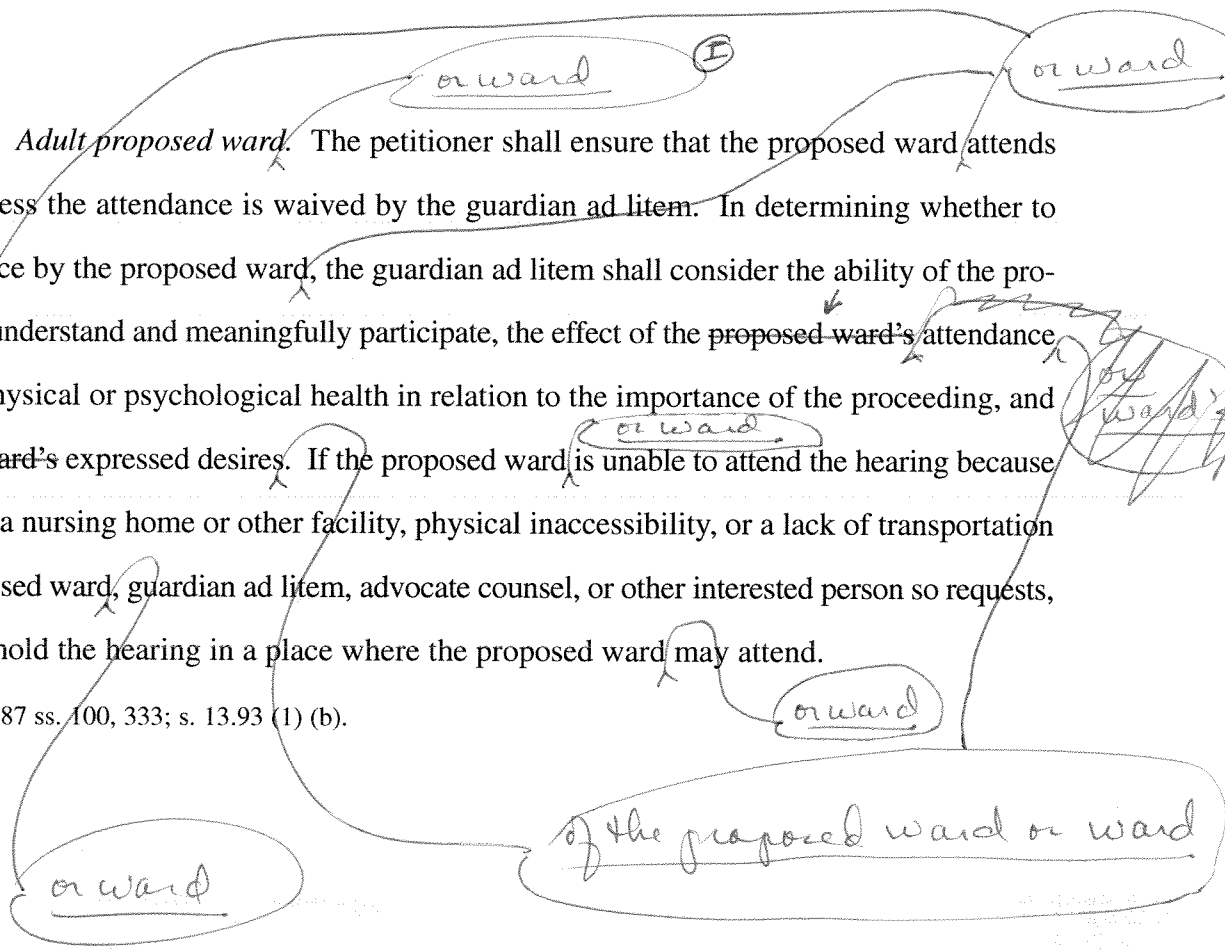 or ward I or ward
Adult proposed ward. The petitioner shall ensure that the proposed ward attends
ess the attendance is waived by the guardian ad litem. In determining whether to
ce by the proposed ward, the guardian ad litem shall consider the ability of the pro-
nderstand and meaningfully participate, the effect of the proposed ward's attendance
or
ward's
hysical or psychological health in relation to the importance of the proceeding, and
or ward
ard's expressed desires. If the proposed ward is unable to attend the hearing because
a nursing home or other facility, physical inaccessibility, or a lack of transportation
sed ward, guardian ad litem, advocate counsel, or other interested person so requests,
hold the hearing in a place where the proposed ward may attend.
or ward
87 ss. 100, 333; s. 13.93 (1) (b).
of the proposed ward or ward
or ward